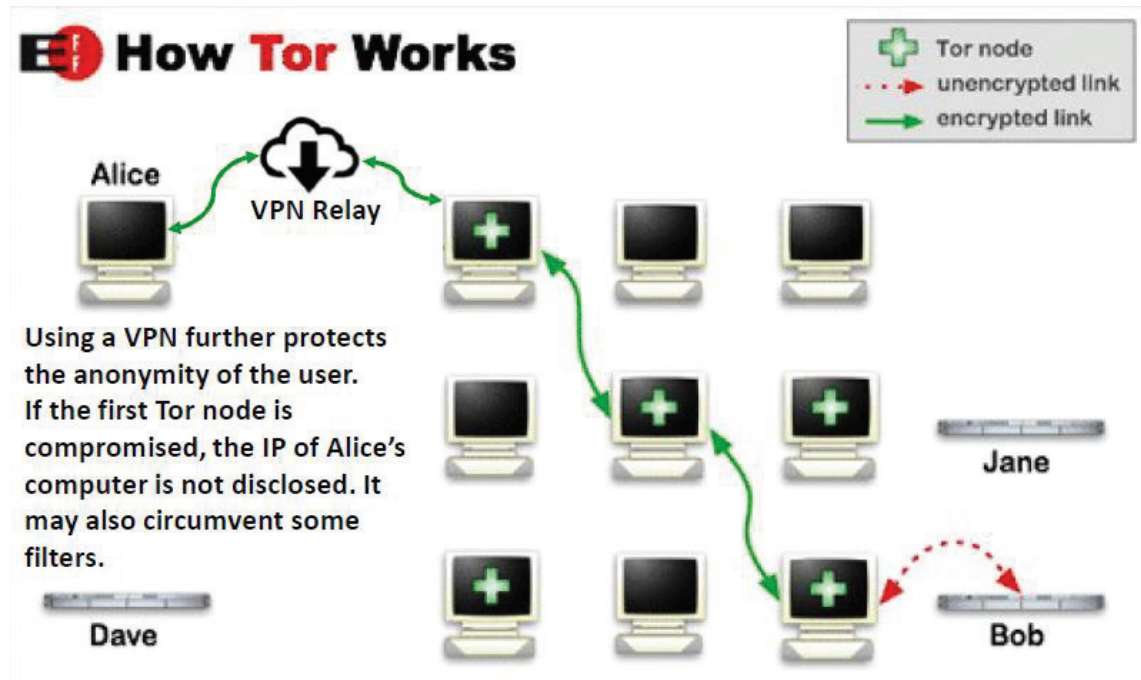 EFF How Tor Works
Tor node
unencrypted link
encrypted link
Alice
VPN Relay
Using a VPN further protects
the anonymity of the user.
If the first Tor node is
compromised, the IP of Alice’s
computer is not disclosed. It
may also circumvent some
filters.
Jane
Dave
Bob